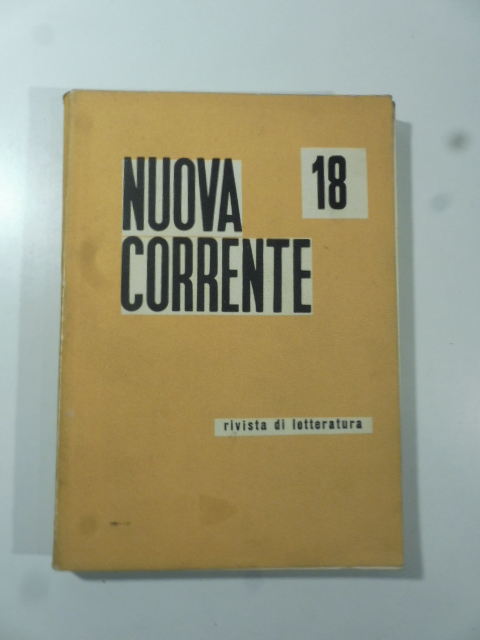 NUOVA
18
CORRENTE
rivista di letteratura